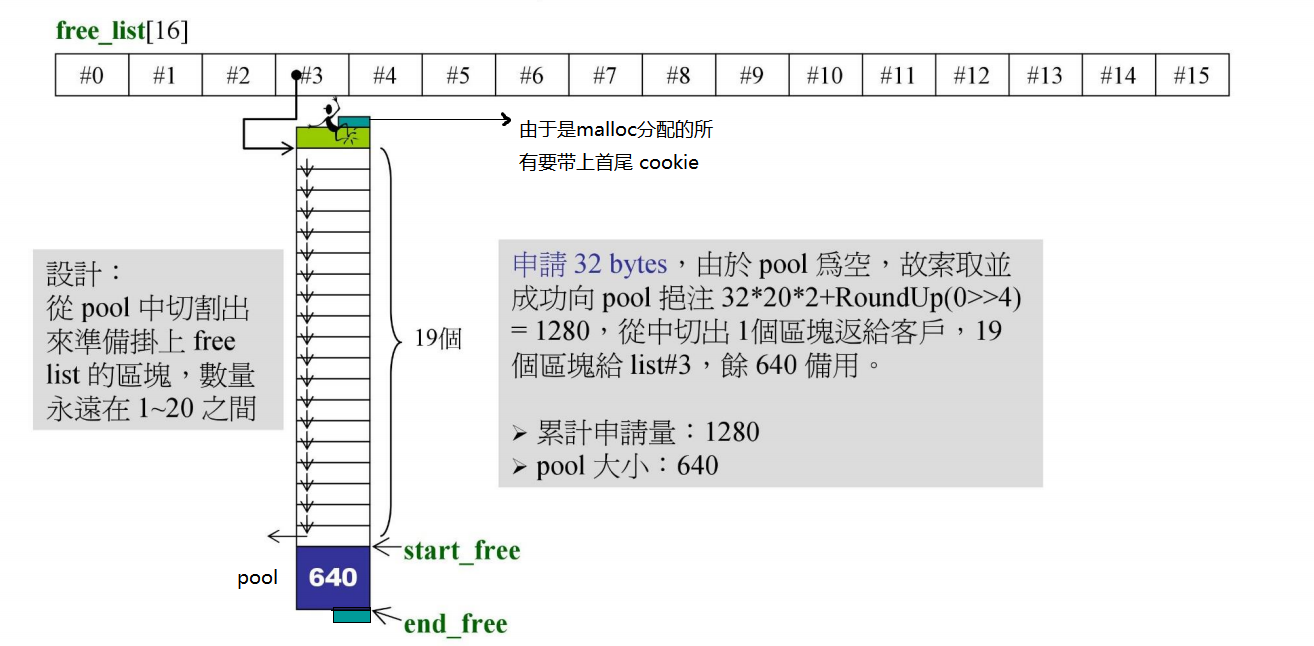 free_list[16]
#0 #1 #2 #3 #4 #5 #6 #7 #8 #9 #10 #11 #12 #13 #14 #15
由于是malloc分配的所
有要带上首尾 cookie
設計：
從 pool 中切割出
來準備掛上 free
list 的區塊，數量
永遠在 1~20 之間
19個
申請 32 bytes，由於 pool 爲空，故索取並
成功向 pool 挹注 32*20*2+RoundUp(0>>4)
= 1280，從中切出 1個區塊返給客戶，19
個區塊給 list#3，餘 640 備用。
➢ 累計申請量：1280
➢ pool 大小：640
start_free
pool
640
end_free